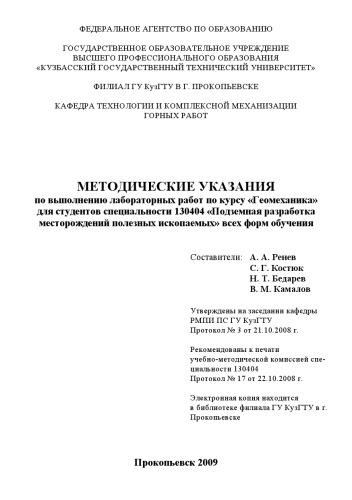 ФЕДЕРАЛЬНОЕ АГЕНТСТВО ПО ОБРАЗОВАНИЮ
ГОСУДАРСТВЕННОЕ ОБРАЗОВАТЕЛЬНОЕ УЧРЕЖДЕНИЕ
ВЫСШЕГО ПРОФЕССИОНАЛЬНОГО ОБРАЗОВАНИЯ
«КУЗБАССКИЙ ГОСУДАРСТВЕННЫЙ ТЕХНИЧЕСКИЙ УНИВЕРСИТЕТ»
ФИЛИАЛ ГУ КузГТУ В Г. ПРОКОПЬЕВСКЕ
КАФЕДРА ТЕХНОЛОГИИ И КОМПЛЕКСНОЙ МЕХАНИЗАЦИИ
ГОРНЫХ РАБОТ
МЕТОДИЧЕСКИЕ УКАЗАНИЯ
по выполнению лабораторных работ по курсу «Геомеханика»
для студентов специальности 130404 «Подземная разработка
месторождений полезных ископаемых» всех форм обучения
Составители: А. А. Ренев
С. Г. Костюк
Н. Т. Бедарев
В. М. Камалов
Утверждены на заседании кафедры
РМПИ ПС ГУ КузГТУ
Протокол № 3 от 21.10.2008 г.
Рекомендованы к печати
учебно-методической комиссией спе-
циальности 130404
Протокол № 17 от 22.10.2008 г.
Электронная копия находится
в библиотеке филиала ГУ КузГТУ в г.
Прокопьевске
Прокопьевск 2009